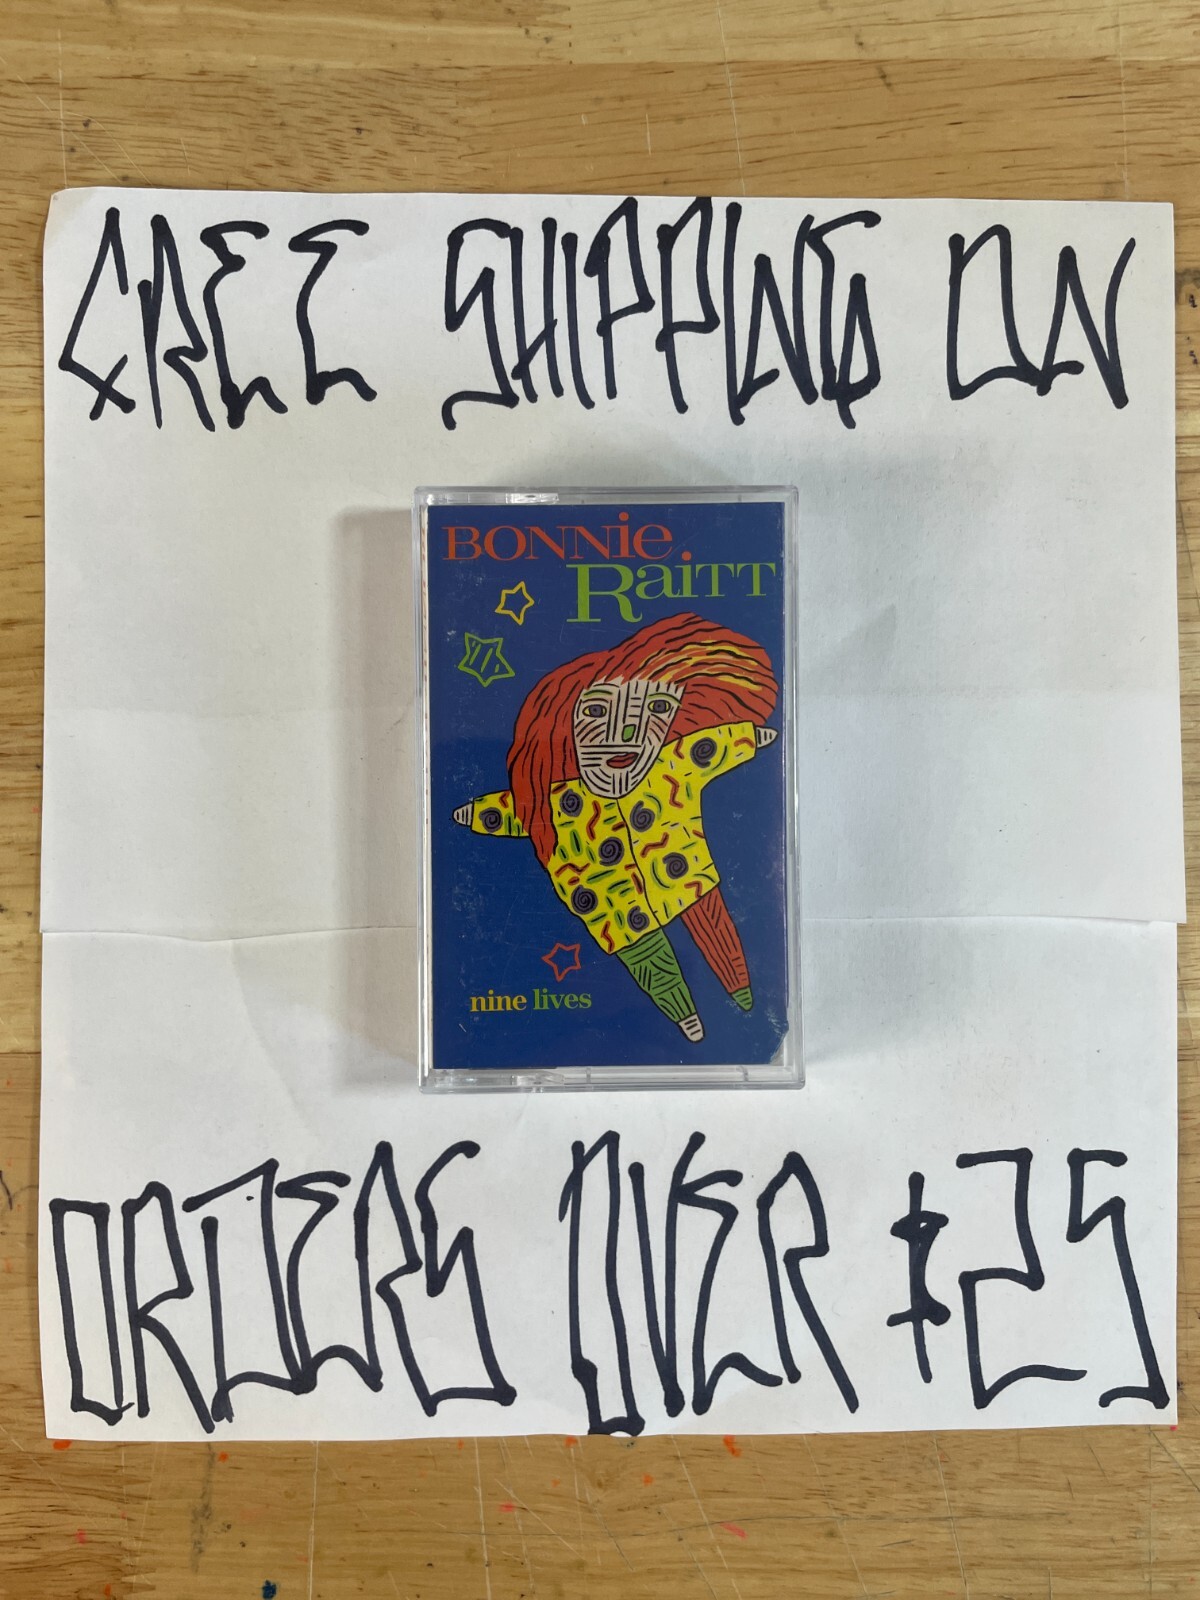 FREE SHIPPING ON
BONNie
RaiTT
nine lives
ORDERS OVER $25